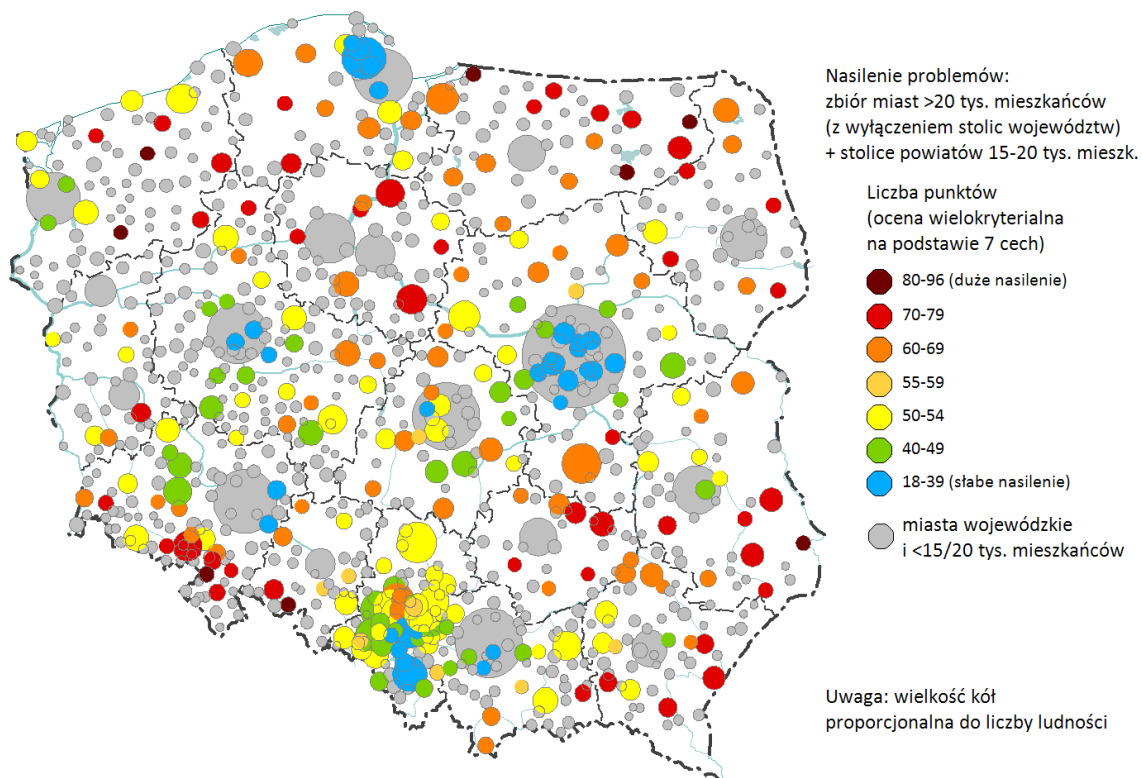 Nasilenie problemów:
zbiór miast >20 tys. mieszkańców
(z wyłączeniem stolic województw)
+ stolice powiatów 15-20 tys. mieszk.
Liczba punktów
(ocena wielokryterialna
na podstawie 7 cech)
80-96 (duże nasilenie)
70-79
60-69
55-59
50-54
40-49
18-39 (słabe nasilenie)
miasta wojewódzkie
i <15/20 tys. mieszkańców
Uwaga: wielkość kół
proporcjonalna do liczby ludności